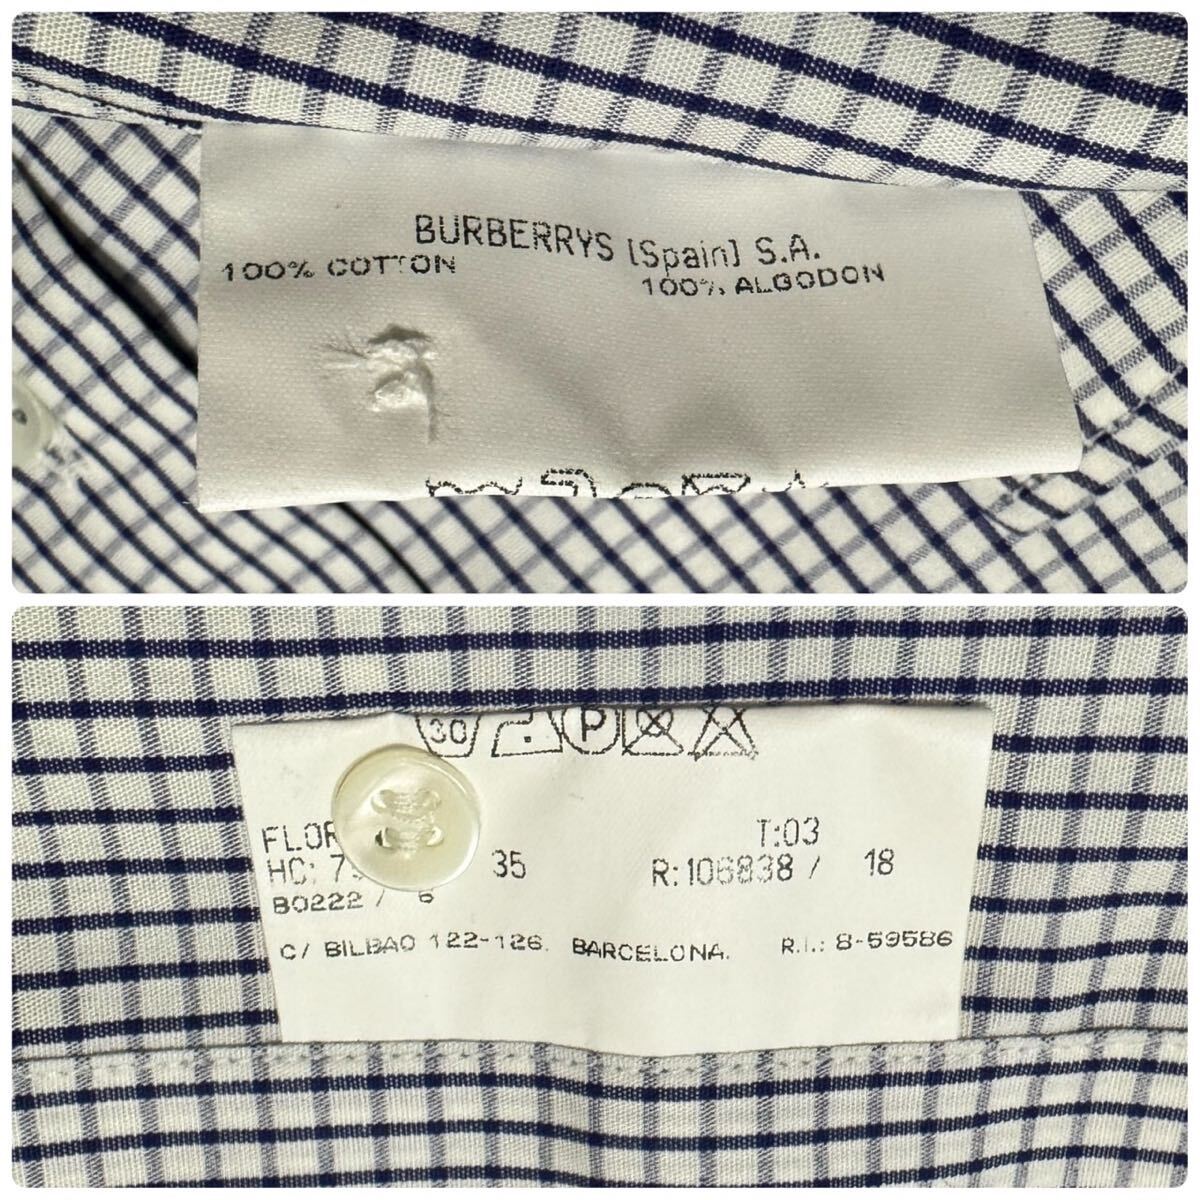 BURBERRYS (Spain) S.A.
100% COTTON 100% ALGODON
30 P
T:03
HC: 35 R:106838 / 18
B0222 / 6
C/ BILBAO 122-126. BARCELONA. R.I.: 8-59586